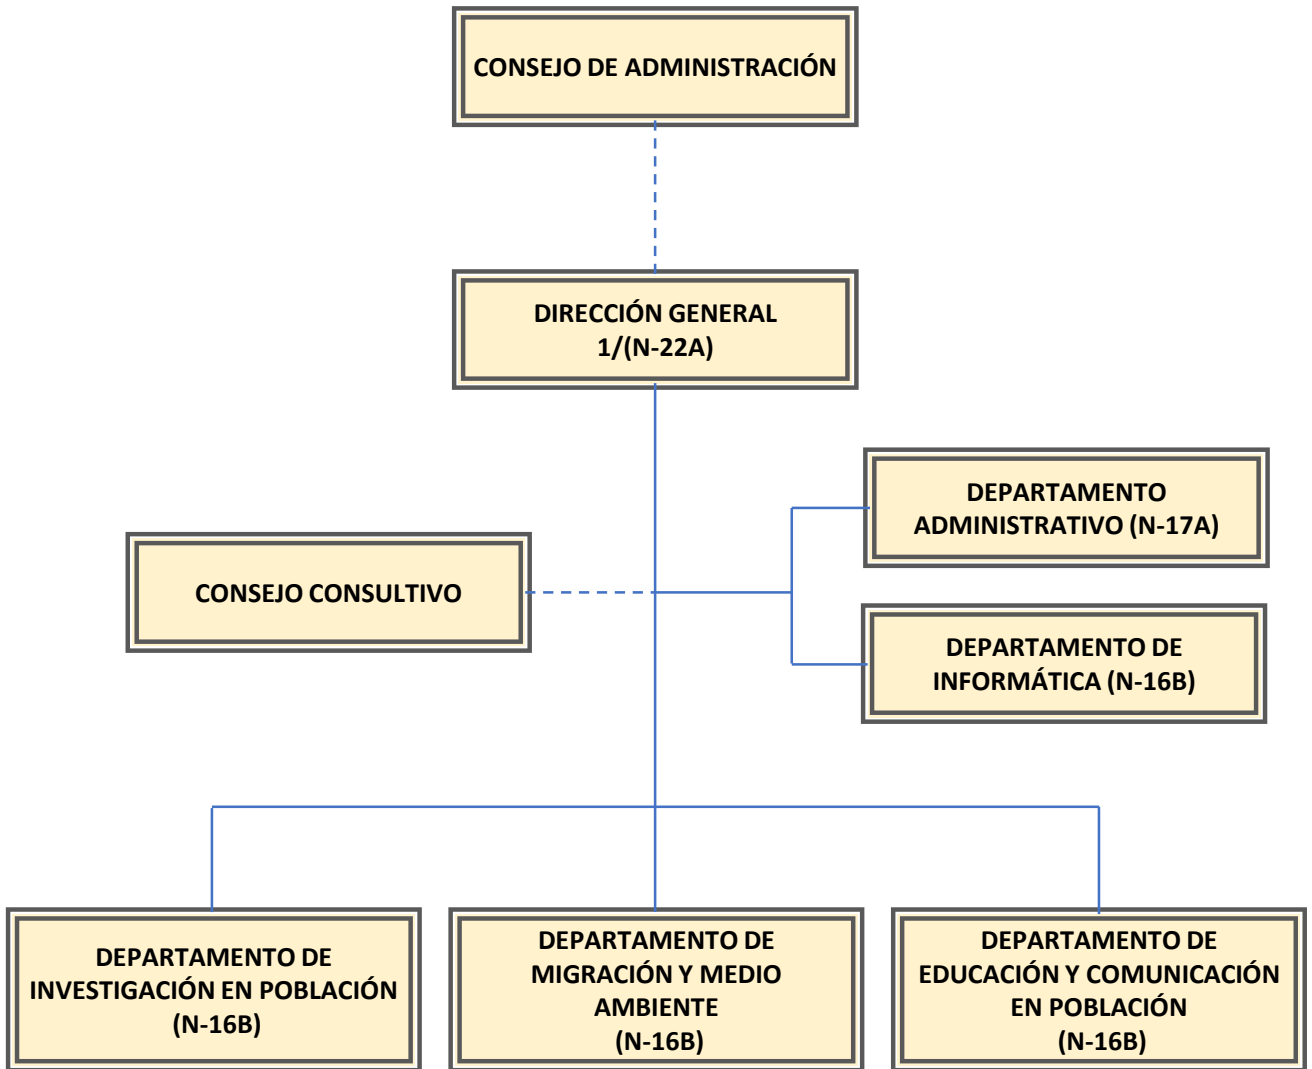 CONSEJO DE ADMINISTRACIÓN
DIRECCIÓN GENERAL
1/(N-22A)
DEPARTAMENTO
ADMINISTRATIVO (N-17A)
CONSEJO CONSULTIVO
DEPARTAMENTO DE
INFORMÁTICA (N-16B)
DEPARTAMENTO DE
INVESTIGACIÓN EN POBLACIÓN
(N-16B)
DEPARTAMENTO DE
MIGRACIÓN Y MEDIO
AMBIENTE
(N-16B)
DEPARTAMENTO DE
EDUCACIÓN Y COMUNICACIÓN
EN POBLACIÓN
(N-16B)